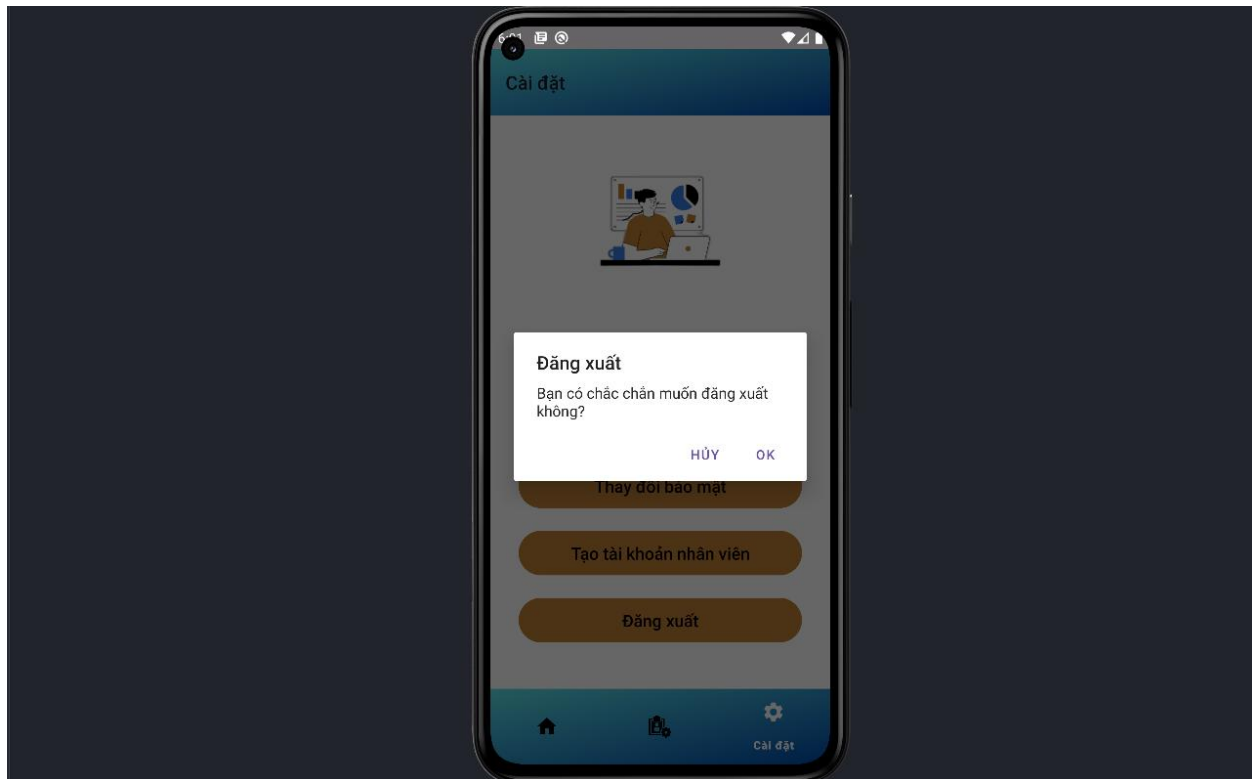 Cài đặt
Đăng xuất
Bạn có chắc chắn muốn đăng xuất
không?
HỦY OK
Thay đổi bảo mật
Tạo tài khoản nhân viên
Đăng xuất
Cài đặt